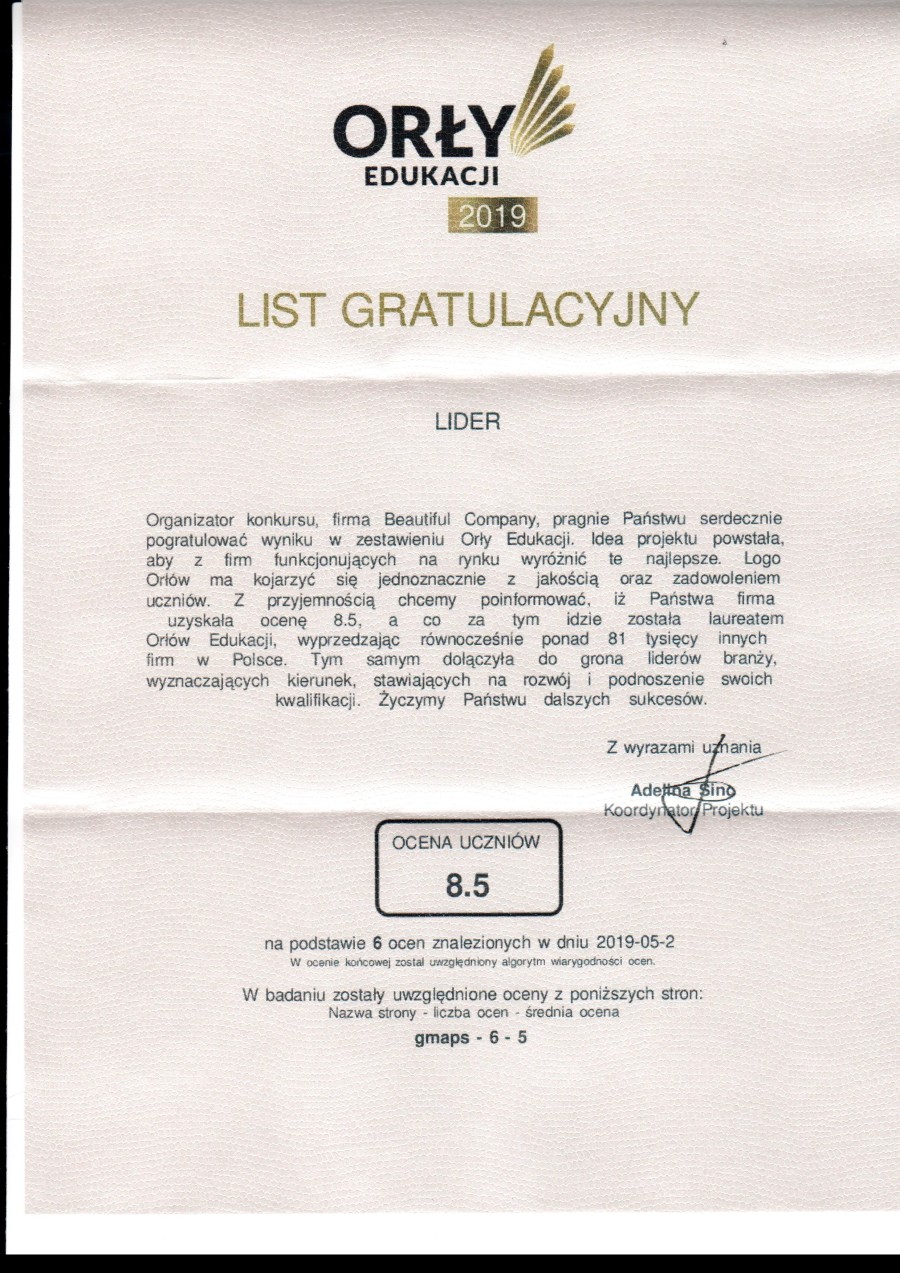 ORŁY
EDUKACJI
2019
LIST GRATULACYJNY
LIDER
Organizator konkursu, firma Beautiful Company, pragnie Państwu serdecznie
pogratulować wyniku w zestawieniu Orły Edukacji. Idea projektu powstała,
aby z firm funkcjonujących na rynku wyróżnić te najlepsze. Logo
Orłów ma kojarzyć się jednoznacznie z jakością oraz zadowoleniem
uczniów. Z przyjemnością chcemy poinformować, iż Państwa firma
uzyskała ocenę 8.5, a co za tym idzie została laureatem
Orłów Edukacji, wyprzedzając równocześnie ponad 81 tysięcy innych
firm w Polsce. Tym samym dołączyła do grona liderów branży,
wyznaczających kierunek, stawiających na rozwój i podnoszenie swoich
kwalifikacji. Życzymy Państwu dalszych sukcesów.
Z wyrazami uznania
Adelina Sino
Koordynator Projektu
OCENA UCZNIÓW
8.5
na podstawie 6 ocen znalezionych w dniu 2019-05-2
W ocenie końcowej został uwzględniony algorytm wiarygodności ocen.
W badaniu zostały uwzględnione oceny z poniższych stron:
Nazwa strony - liczba ocen - średnia ocena
gmaps - 6 - 5